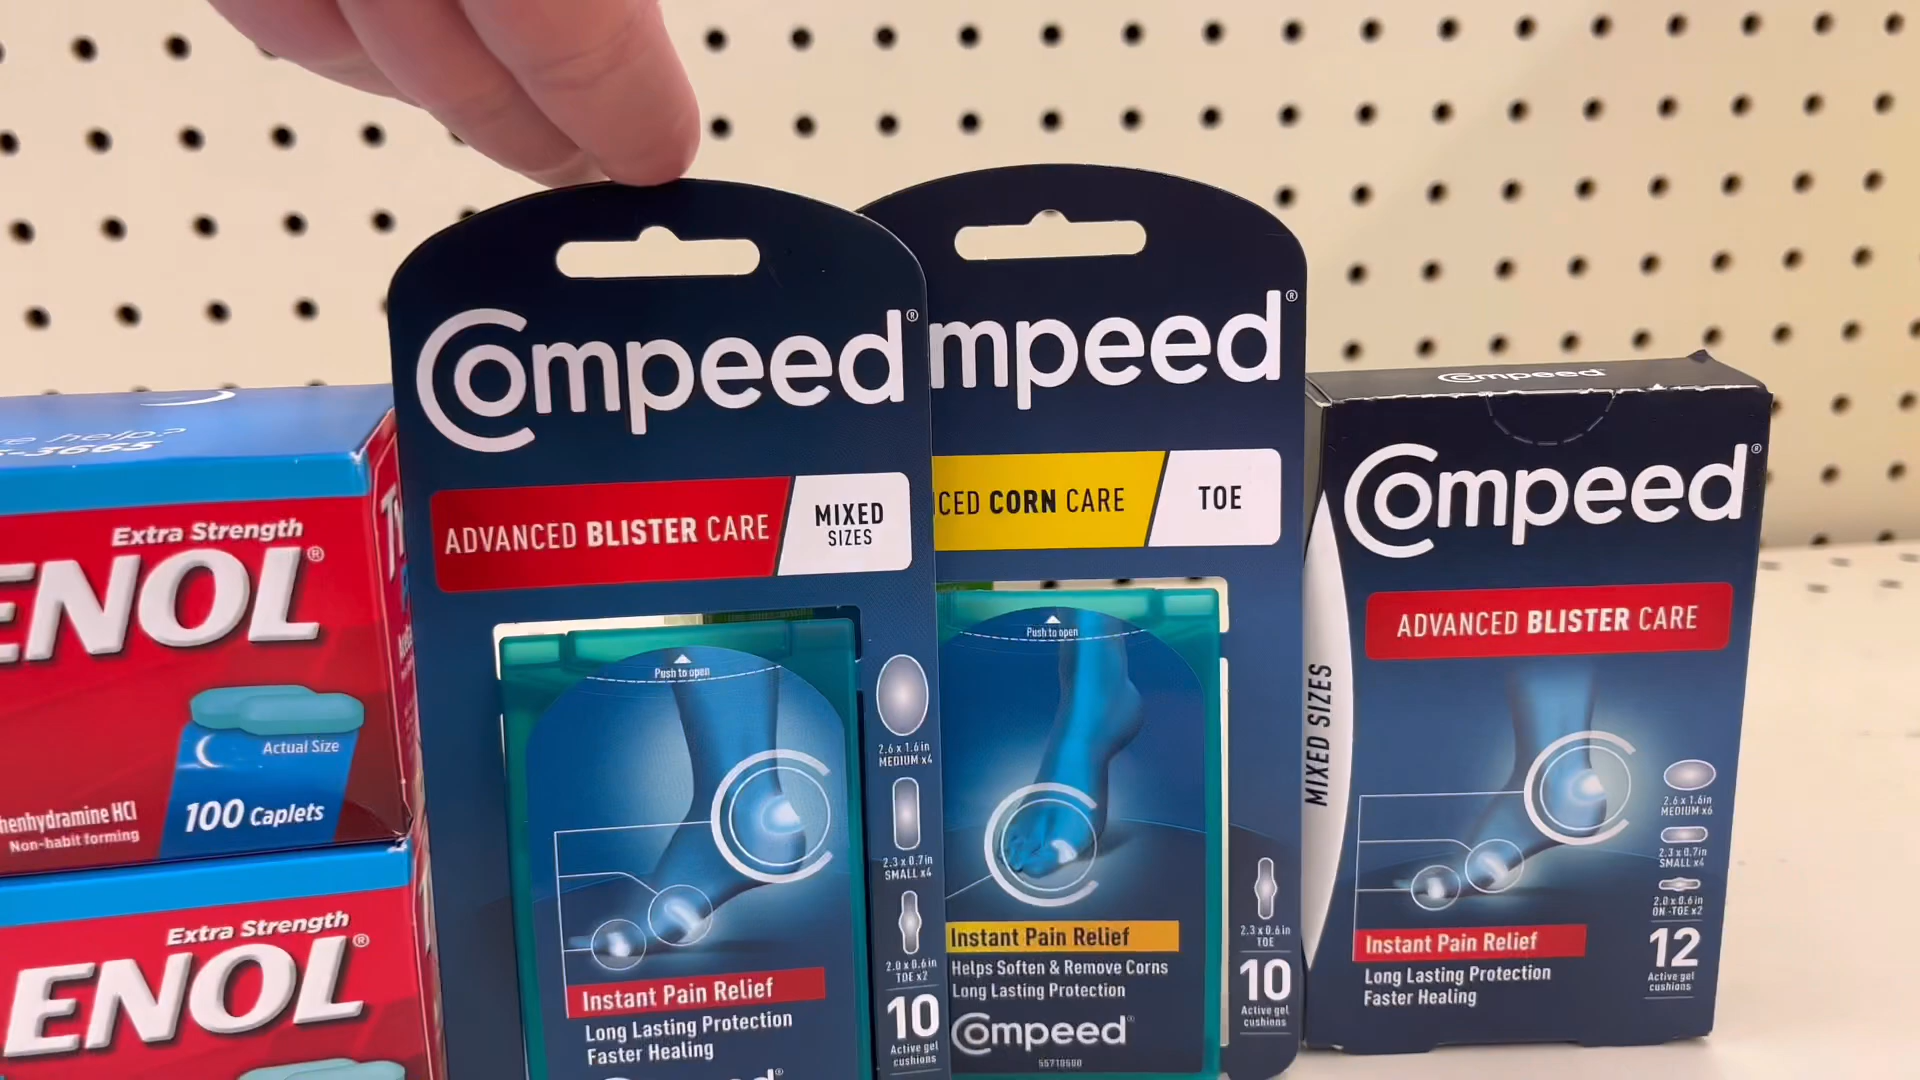 e help?
-3665
Extra Strength
ENOL®
Actual Size
100 Caplets
henhydramine HCl
Non-habit forming
Extra Strength
ENOL®
Compeed®
ADVANCED BLISTER CARE
MIXED
SIZES
Push to open
2.6 x 1.6in
MEDIUM x4
2.3 x 0.7in
SMALL x4
2.0 x 0.6in
TOE x2
10
Active gel
cushions
Instant Pain Relief
Long Lasting Protection
Faster Healing
mpeed®
CED CORN CARE
TOE
Push to open
Instant Pain Relief
Helps Soften & Remove Corns
Long Lasting Protection
Compeed®
2.3 x 0.6in
TOE
10
Active gel
cushions
Compeed
Compeed®
ADVANCED BLISTER CARE
MIXED SIZES
2.6 x 1.6in
MEDIUM x6
2.3 x 0.7in
SMALL x4
2.0 x 0.6in
ON-TOE x2
12
Active gel
cushions
Instant Pain Relief
Long Lasting Protection
Faster Healing